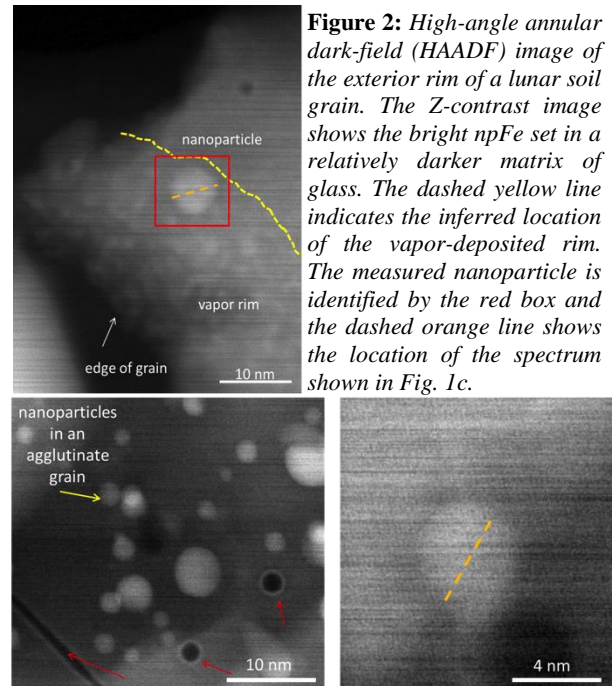 Figure 2: High-angle annular
dark-field (HAADF) image of
the exterior rim of a lunar soil
grain. The Z-contrast image
shows the bright npFe set in a
relatively darker matrix of
glass. The dashed yellow line
indicates the inferred location
of the vapor-deposited rim.
The measured nanoparticle is
identified by the red box and
the dashed orange line shows
the location of the spectrum
shown in Fig. 1c.
nanoparticle
vapor rim
edge of grain
10 nm
nanoparticles
in an
agglutinate
grain
10 nm
4 nm